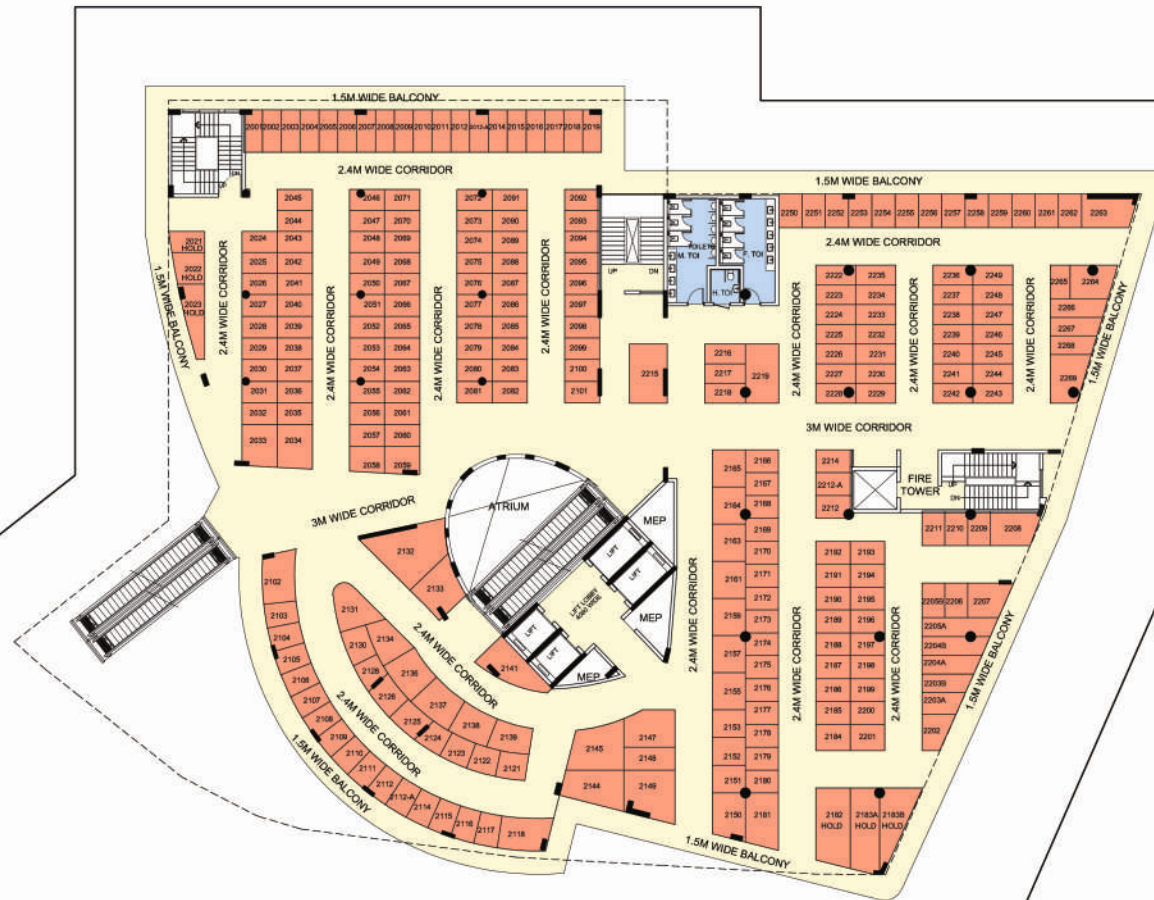 1.5M WIDE BALCONY
2001 2002 2003 2004 2005 2006 2007 2008 2009 2010 2011 2012 2012-A 2014 2015 2016 2017 2018 2019
UP DN
2.4M WIDE CORRIDOR
1.5M WIDE BALCONY
2250 2251 2252 2253 2254 2255 2256 2257 2258 2259 2260 2261 2262 2263
2.4M WIDE CORRIDOR
2021 HOLD
2022 HOLD
2023 HOLD
1.5M WIDE BALCONY
2.4M WIDE CORRIDOR
2045
2044
2024 2043
2025 2042
2026 2041
2027 2040
2028 2039
2029 2038
2030 2037
2031 2036
2032 2035
2033 2034
2.4M WIDE CORRIDOR
2046 2071
2047 2070
2048 2069
2049 2068
2050 2067
2051 2066
2052 2065
2053 2064
2054 2063
2055 2062
2056 2061
2057 2060
2058 2059
2.4M WIDE CORRIDOR
2072 2091
2073 2090
2074 2089
2075 2088
2076 2087
2077 2086
2078 2085
2079 2084
2080 2083
2081 2082
2.4M WIDE CORRIDOR
2092
2093
2094
2095
2096
2097
2098
2099
2100
2101
UP DN
TOILETS
M. TOI
F. TOI
H. TOI
2215
2216
2217
2218
2219
2.4M WIDE CORRIDOR
2222 2235
2223 2234
2224 2233
2225 2232
2226 2231
2227 2230
2228 2229
2.4M WIDE CORRIDOR
2236 2249
2237 2248
2238 2247
2239 2246
2240 2245
2241 2244
2242 2243
2.4M WIDE CORRIDOR
2265 2264
2266
2267
2268
2269
1.5M WIDE BALCONY
3M WIDE CORRIDOR
2214
2212-A
2212
FIRE TOWER
UP
DN
2211 2210 2209 2208
3M WIDE CORRIDOR
ATRIUM
MEP
LIFT
LIFT
LIFT LOBBY
4000 WIDE
MEP
LIFT
LIFT
MEP
2132
2133
2141
2.4M WIDE CORRIDOR
2131
2130
2134
2128
2136
2126
2137
2125
2138
2124
2139
2123
2122
2121
2.4M WIDE CORRIDOR
2102
2103
2104
2105
2106
2107
2108
2109
2110
2111
2112
2112-A
2114
2115
2116
2117
2118
1.5M WIDE BALCONY
2145
2147
2148
2144
2149
2.4M WIDE CORRIDOR
2165 2166
2167
2164 2168
2163 2169
2170
2161 2171
2172
2159 2173
2174
2157 2175
2155 2176
2177
2153 2178
2152 2179
2151 2180
2150 2181
1.5M WIDE BALCONY
2.4M WIDE CORRIDOR
2192 2193
2191 2194
2190 2195
2189 2196
2188 2197
2187 2198
2186 2199
2185 2200
2184 2201
2.4M WIDE CORRIDOR
2205B 2206 2207
2205A
2204B
2204A
2203B
2203A
2202
1.5M WIDE BALCONY
2182 HOLD
2183A HOLD
2183B HOLD